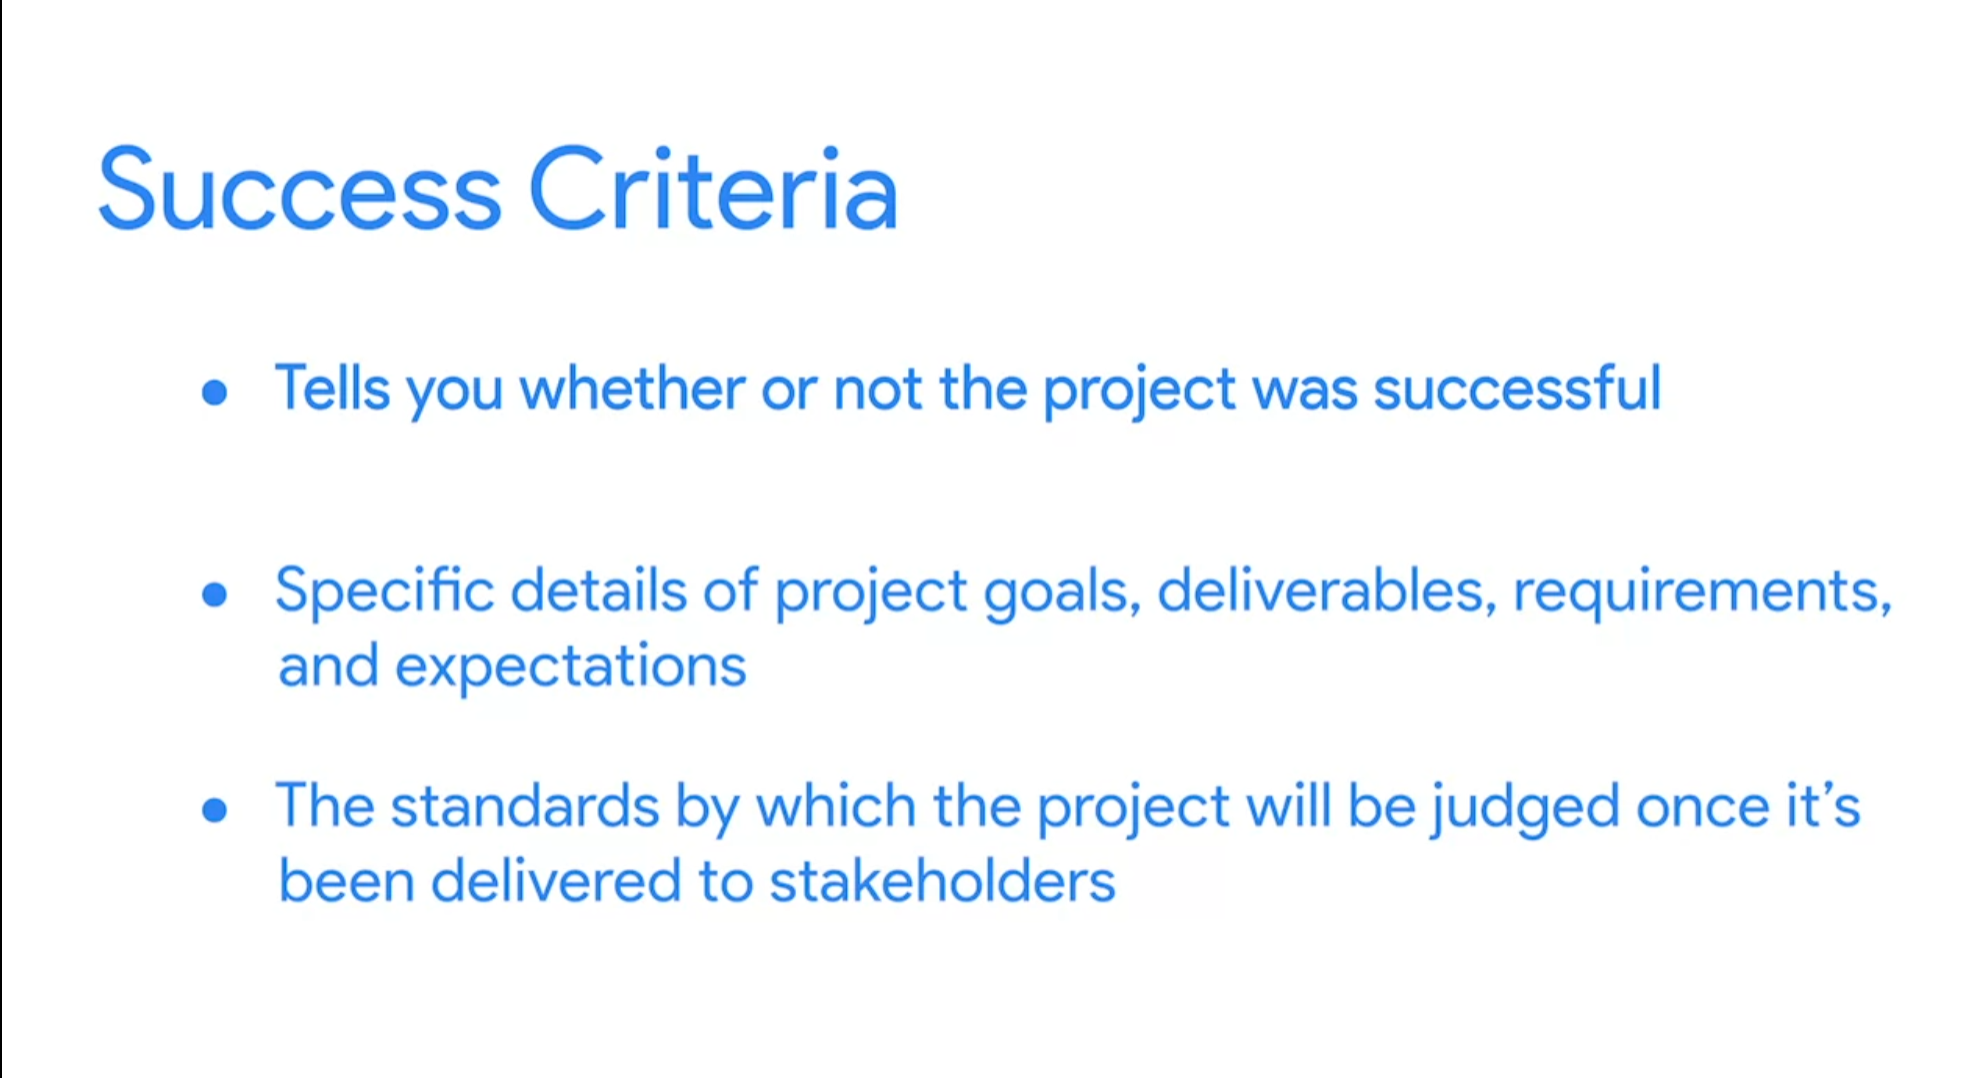 Success Criteria
● Tells you whether or not the project was successful
● Specific details of project goals, deliverables, requirements,
and expectations
● The standards by which the project will be judged once it’s
been delivered to stakeholders